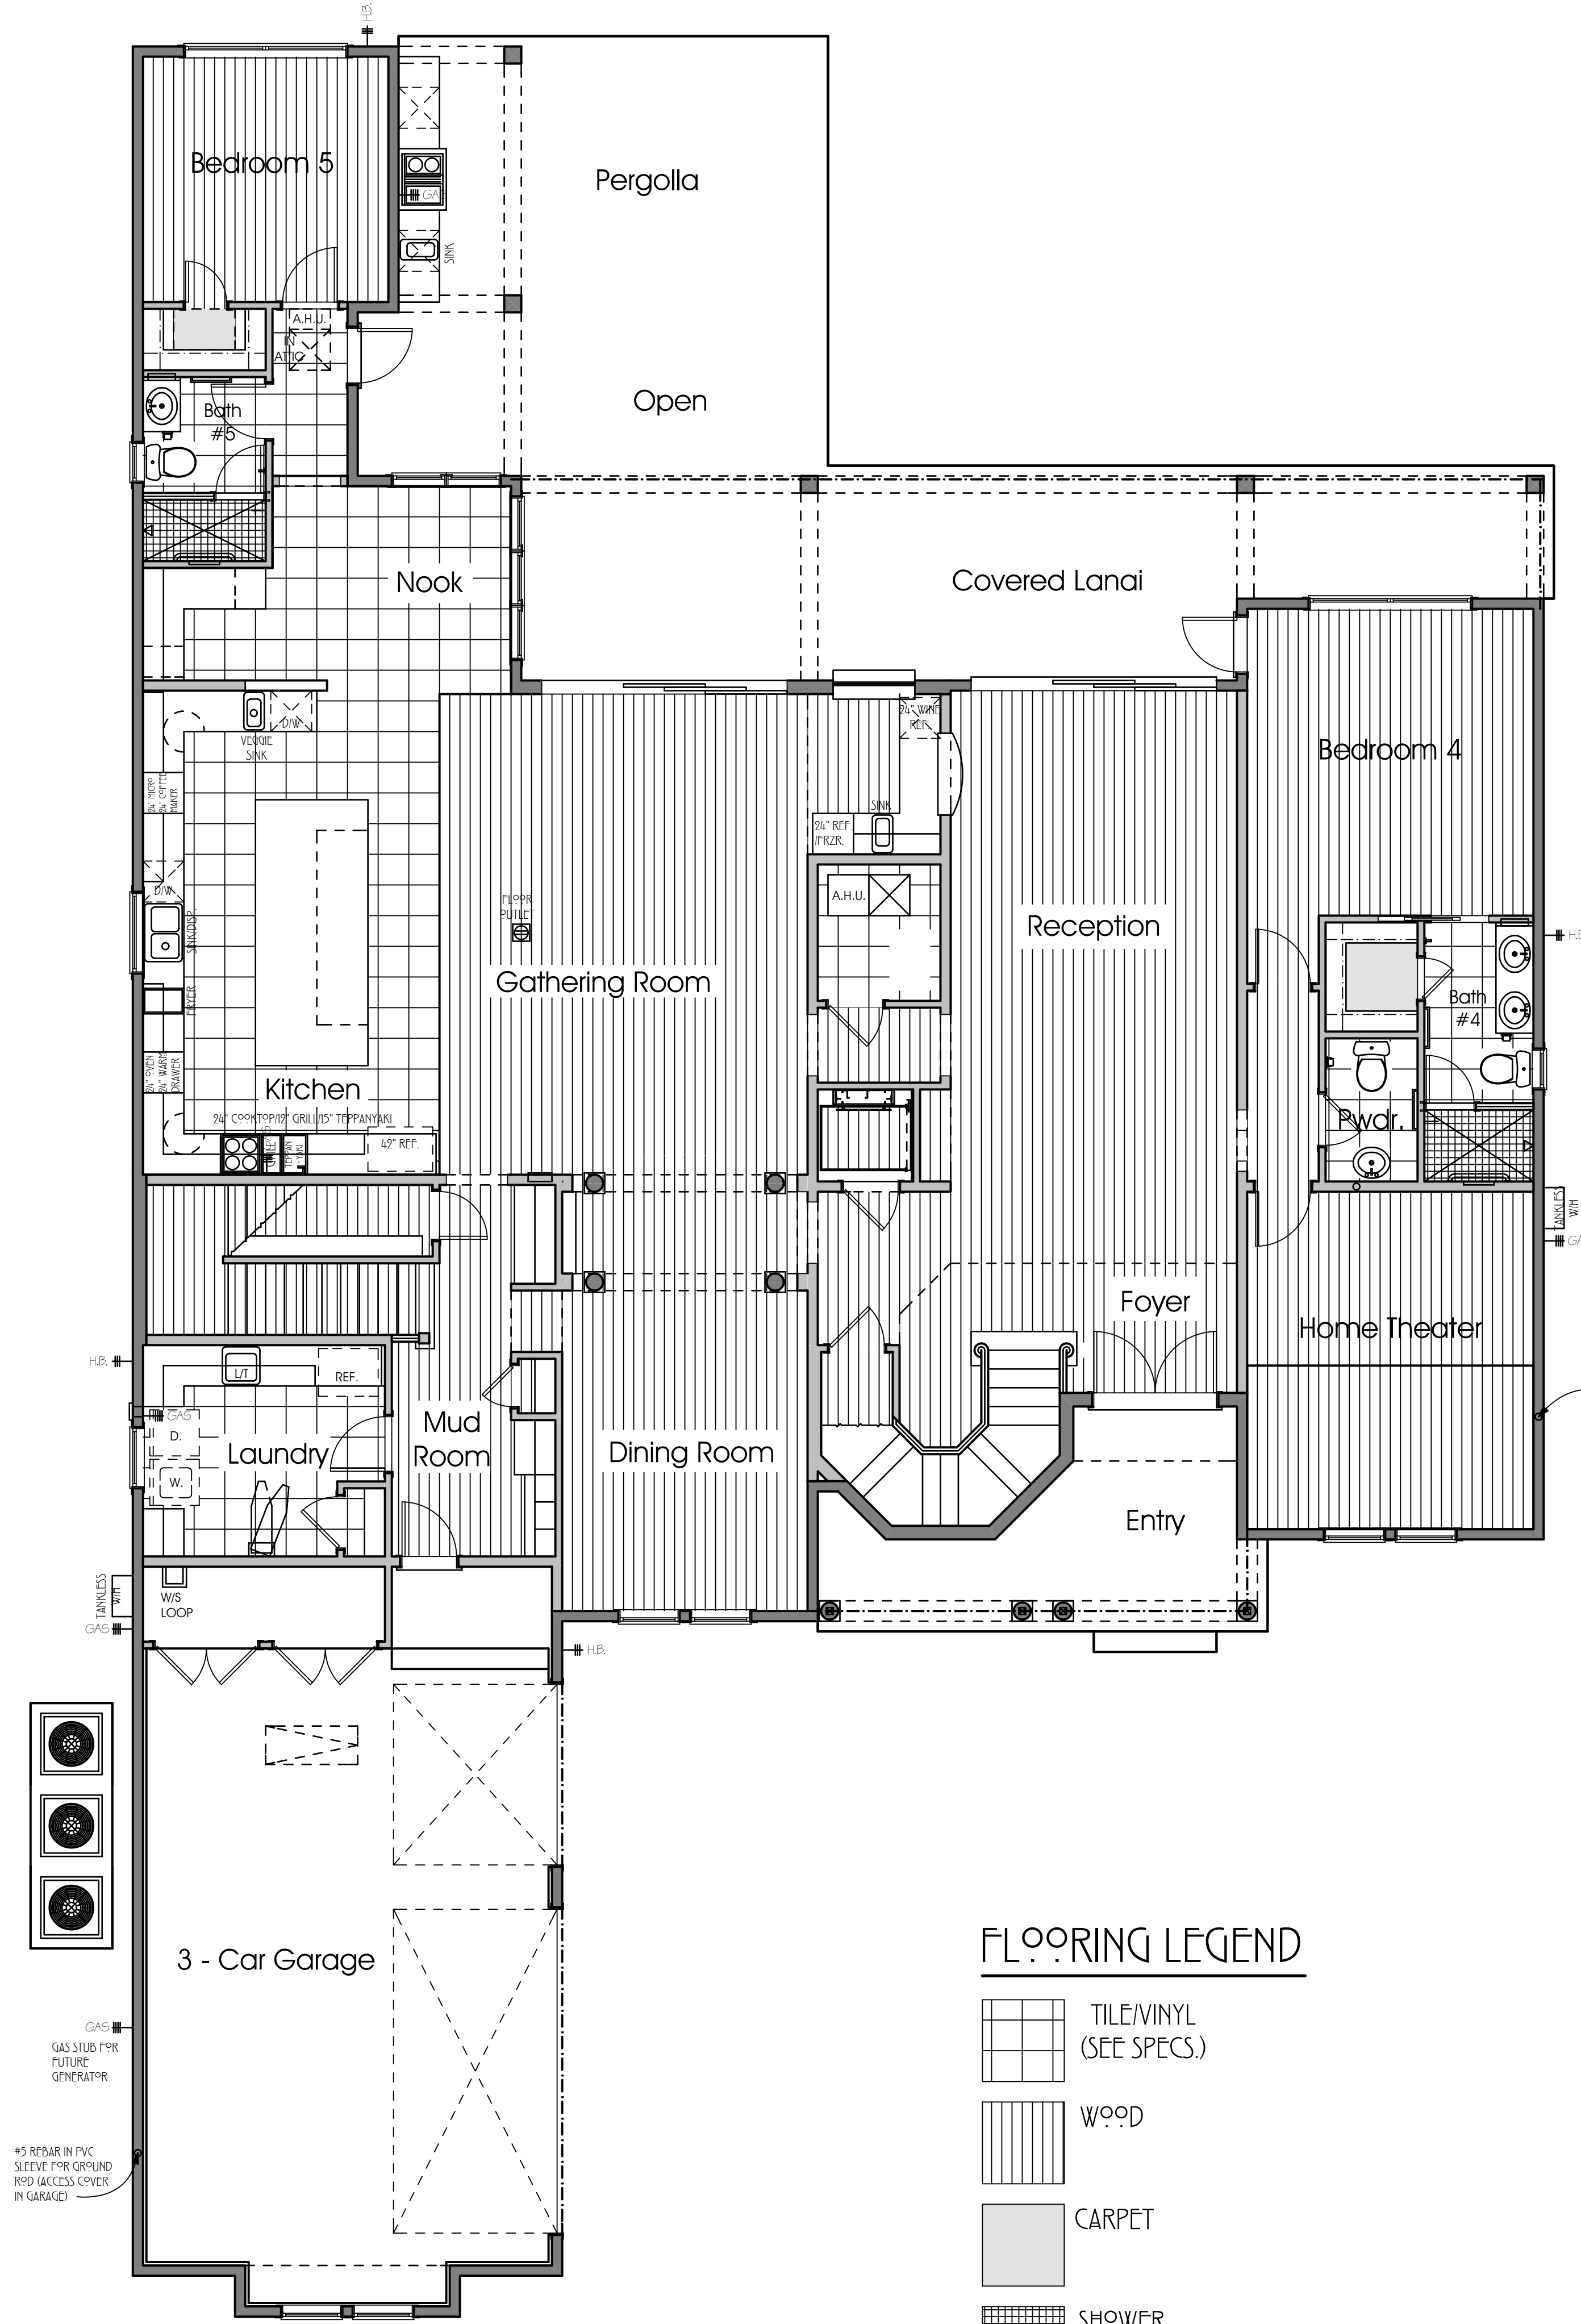 H.B.
Bedroom 5
Pergolla
GAS
SINK
A.H.U.
IN
ATTIC
Open
Bath
#5
Nook
Covered Lanai
D/W
VEGGIE
SINK
24" WINE
REF.
Bedroom 4
24" MICRO
24" COFFEE
MAKER
SINK
24" REF.
/FRZR.
D/W
SINK/DISP.
A.H.U.
FLOOR
OUTLET
Reception
H.B
Gathering Room
FRYER
Bath
#4
24" OVEN
24" WARM
DRAWER
Kitchen
24" COOKTOP/12" GRILL/15" TEPPANYAKI
GRILL
TEPPAN
-YAKI
42" REF.
Pwdr.
TANKLESS
W/H
GA
Foyer
Home Theater
H.B.
L/T
REF.
GAS
D.
W.
Laundry
Mud
Room
Dining Room
Entry
TANKLESS
W/H
GAS
W/S
LOOP
H.B.
3 - Car Garage
GAS
GAS STUB FOR
FUTURE
GENERATOR
#5 REBAR IN PVC
SLEEVE FOR GROUND
ROD (ACCESS COVER
IN GARAGE)
FLOORING LEGEND
TILE/VINYL
(SEE SPECS.)
WOOD
CARPET
SHOWER